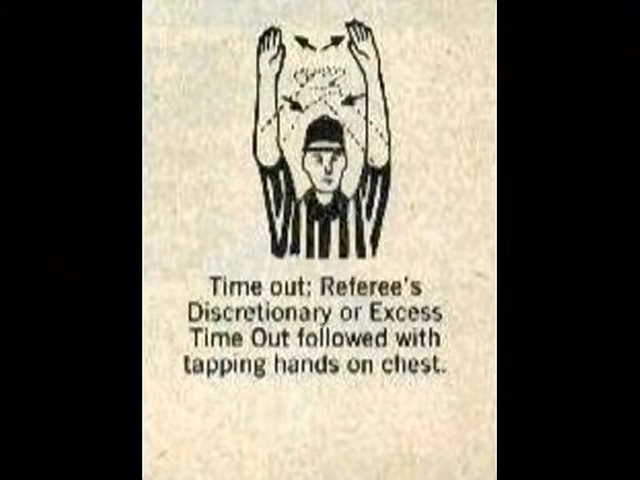 Time out; Referee's
Discretionary or Excess
Time Out followed with
tapping hands on chest.